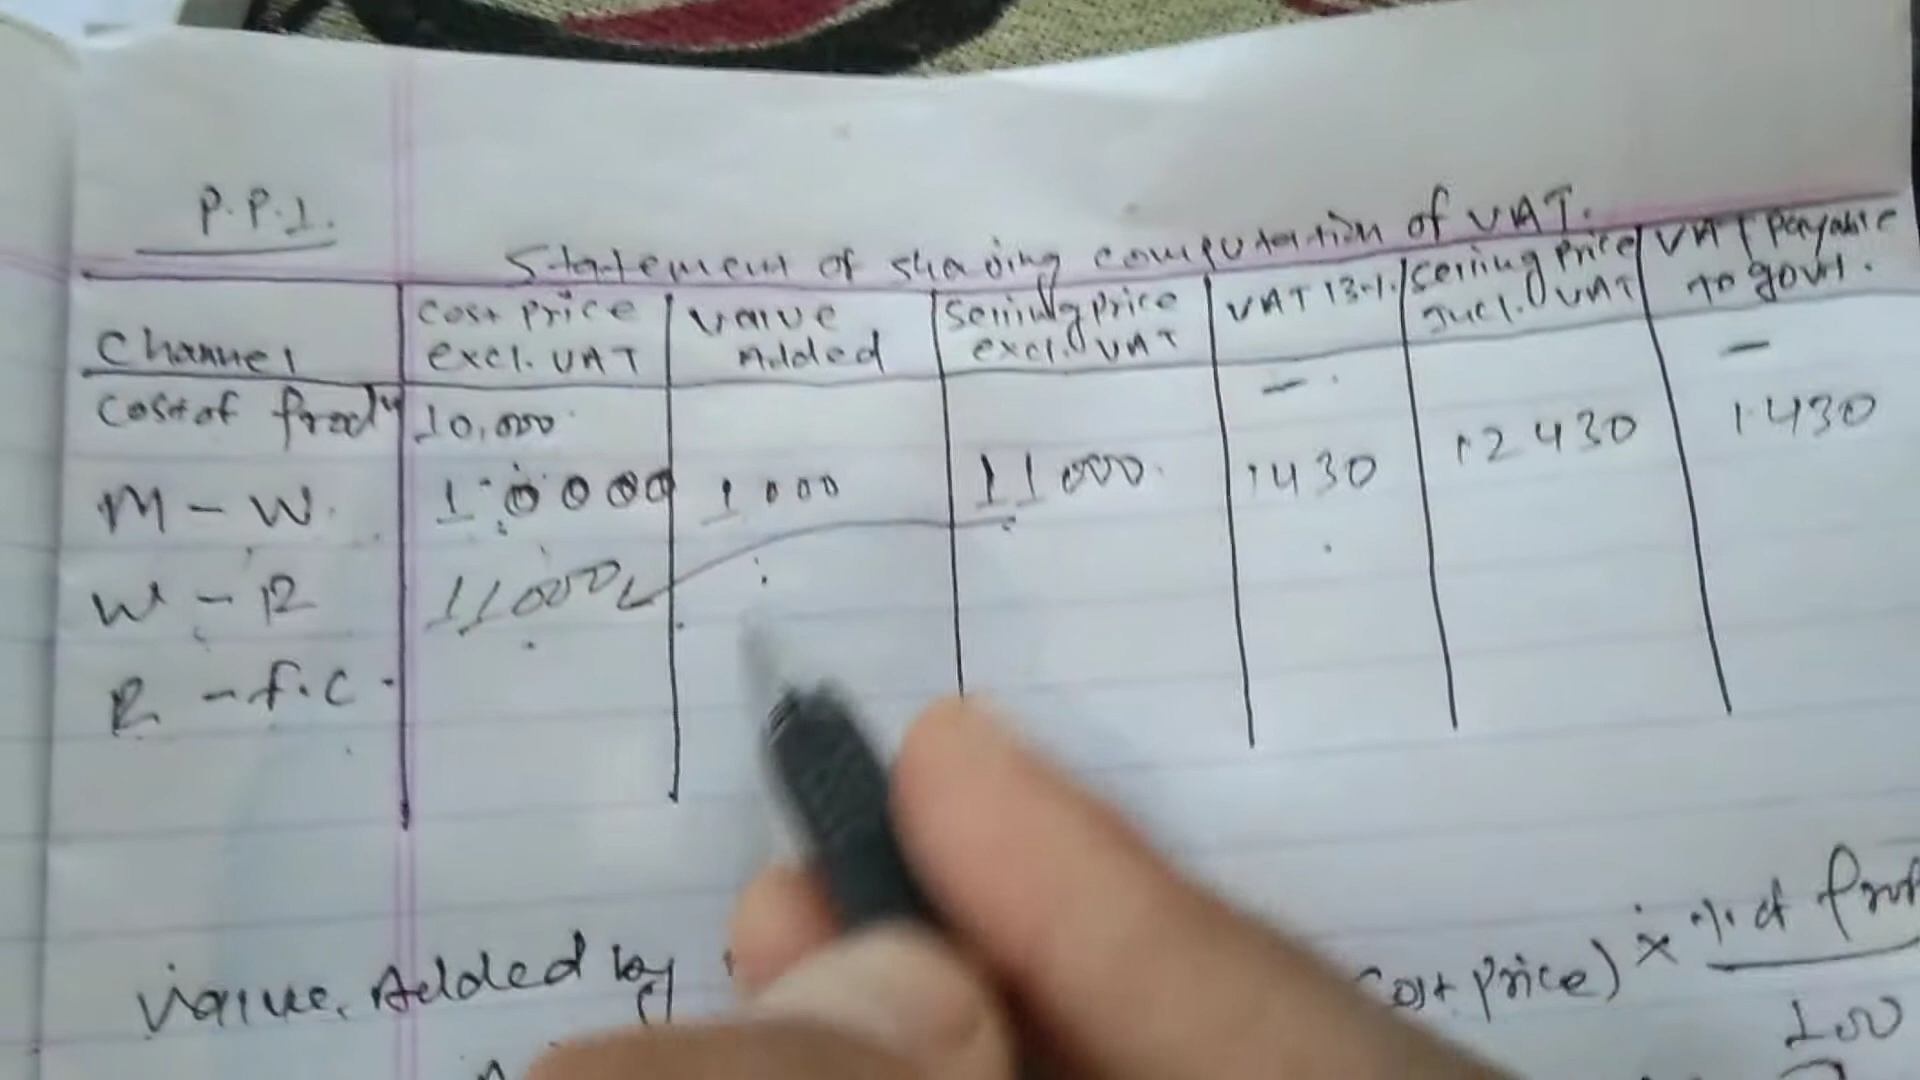 P.P.1.
Statement of showing computation of VAT.
Channel | cost price excl. VAT | value Added | selling price excl. VAT | VAT 13% | selling price incl. VAT | VAT payable to govt.
cost of prodn | 10,000 | | | - | | -
M - W. | 10000 | 1000 | 11000 | 1430 | 12430 | 1430
W - R | 11000
R - f.c.
value Added by
cost price) × % of
100